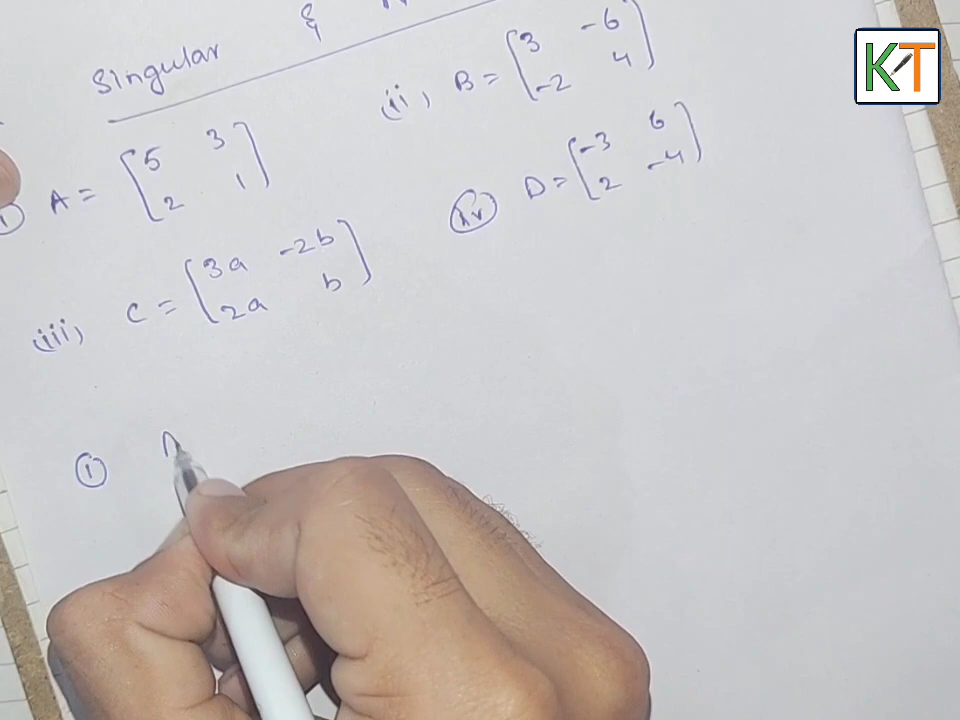 Singular &
(i) A = [5 3
2 1]
(ii) B = [3 -6
-2 4]
(iii) C = [3a -2b
2a b]
(iv) D = [-3 6
2 -4]
(i)
KT